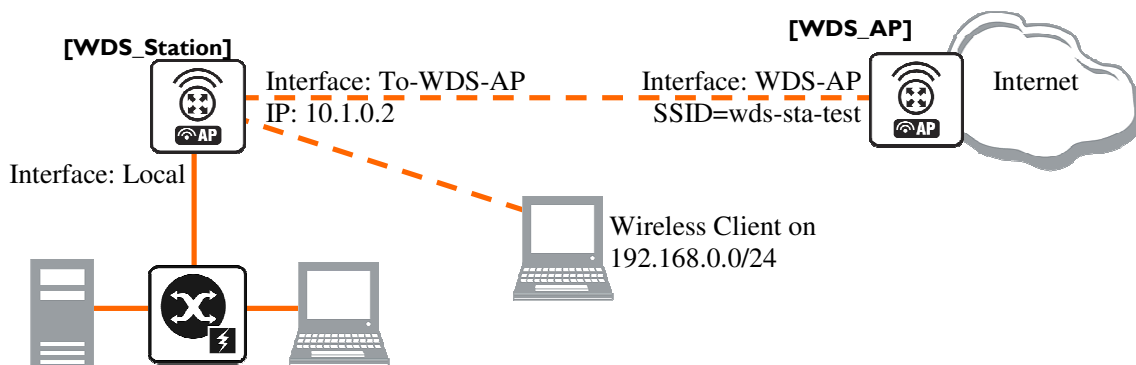 [WDS_Station]
[WDS_AP]
Interface: To-WDS-AP
IP: 10.1.0.2
Interface: WDS-AP
SSID=wds-sta-test
Internet
AP
AP
Interface: Local
Wireless Client on
192.168.0.0/24